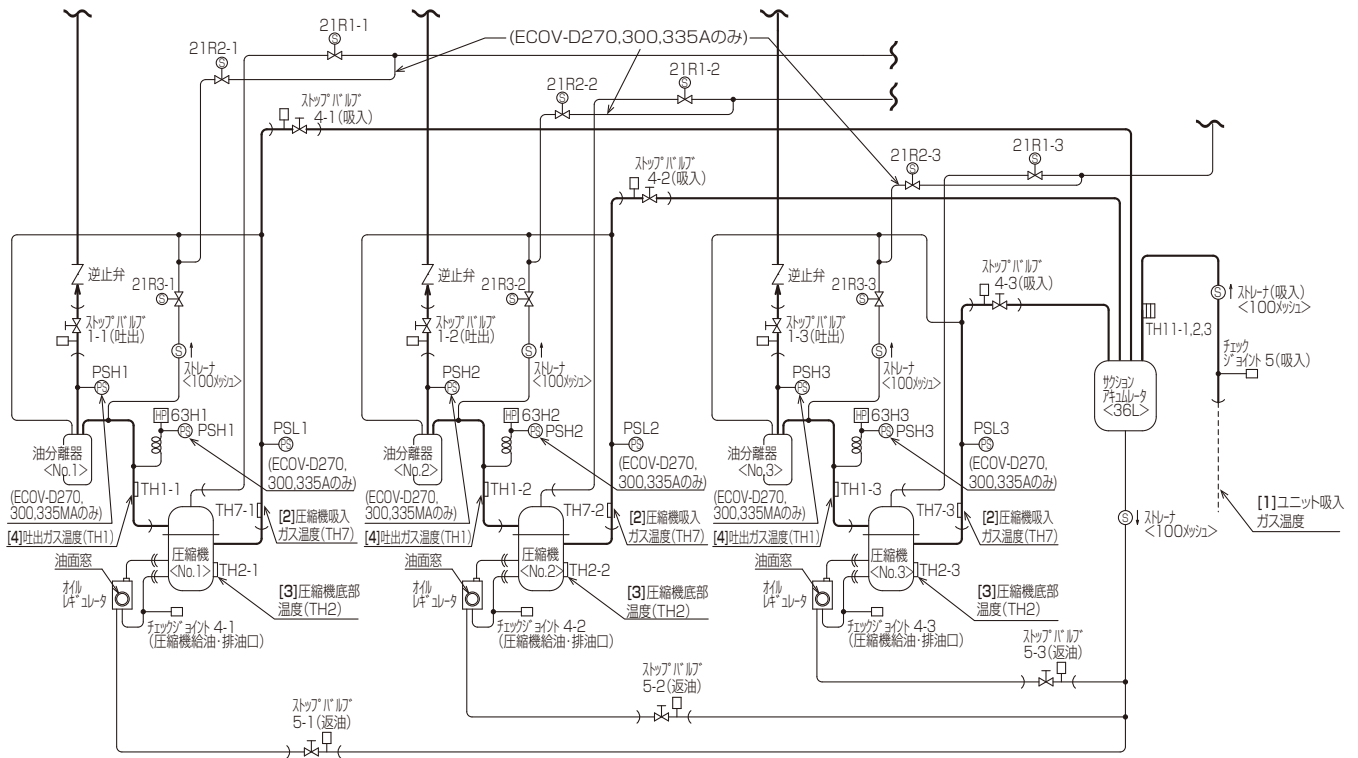 21R1-1
21R2-1
(ECOV-D270,300,335Aのみ)
21R1-2
21R2-2
ストップバルブ
4-1(吸入)
21R1-3
21R2-3
ストップバルブ
4-2(吸入)
逆止弁
21R3-1
ストップバルブ
1-1(吐出)
ストレーナ
<100メッシュ>
PSH1
63H1
PSH1
PSL1
油分離器
<No.1>
(ECOV-D270,
300,335Aのみ)
(ECOV-D270,
300,335MAのみ)
TH1-1
TH7-1
[2]圧縮機吸入
ガス温度(TH7)
[4]吐出ガス温度(TH1)
油面窓
圧縮機
<No.1>
TH2-1
オイル
レギュレータ
[3]圧縮機底部
温度(TH2)
チェックジョイント 4-1
(圧縮機給油・排油口)
ストップバルブ
5-1(返油)
逆止弁
21R3-2
ストップバルブ
1-2(吐出)
ストレーナ
<100メッシュ>
PSH2
63H2
PSH2
PSL2
油分離器
<No.2>
(ECOV-D270,
300,335Aのみ)
(ECOV-D270,
300,335MAのみ)
TH1-2
TH7-2
[2]圧縮機吸入
ガス温度(TH7)
[4]吐出ガス温度(TH1)
油面窓
圧縮機
<No.2>
TH2-2
オイル
レギュレータ
[3]圧縮機底部
温度(TH2)
チェックジョイント 4-2
(圧縮機給油・排油口)
ストップバルブ
5-2(返油)
逆止弁
21R3-3
ストップバルブ
1-3(吐出)
ストレーナ
<100メッシュ>
PSH3
63H3
PSH3
PSL3
油分離器
<No.3>
(ECOV-D270,
300,335Aのみ)
(ECOV-D270,
300,335MAのみ)
TH1-3
TH7-3
[2]圧縮機吸入
ガス温度(TH7)
[4]吐出ガス温度(TH1)
油面窓
圧縮機
<No.3>
TH2-3
オイル
レギュレータ
[3]圧縮機底部
温度(TH2)
チェックジョイント 4-3
(圧縮機給油・排油口)
ストップバルブ
5-3(返油)
ストップバルブ
4-3(吸入)
TH11-1,2,3
ストレーナ(吸入)
<100メッシュ>
チェック
ジョイント 5(吸入)
サクション
アキュムレータ
<36L>
ストレーナ
<100メッシュ>
[1]ユニット吸入
ガス温度
S
S
S
S
S
S
S
S
S
S
S
S
S
S
PS
PS
PS
PS
PS
PS
PS
PS
PS
HP
HP
HP